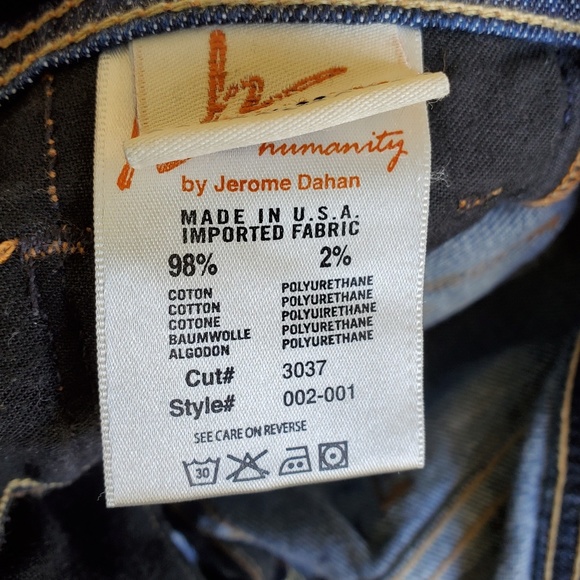 humanity
by Jerome Dahan
MADE IN U.S.A.
IMPORTED FABRIC
98% 2%
COTON POLYURETHANE
COTTON POLYURETHANE
COTONE POLYUIRETHANE
BAUMWOLLE POLYURETHANE
ALGODON POLYURETHANE
Cut# 3037
Style# 002-001
SEE CARE ON REVERSE
30